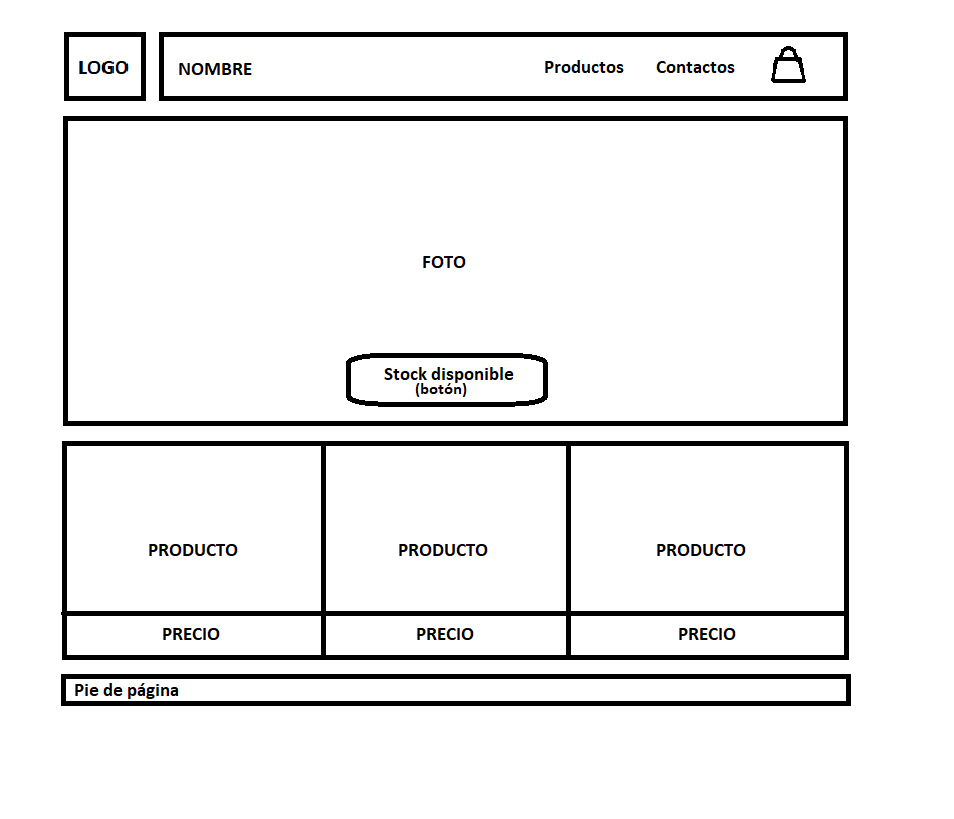 LOGO
NOMBRE
Productos
Contactos
FOTO
Stock disponible
(botón)
PRODUCTO
PRODUCTO
PRODUCTO
PRECIO
PRECIO
PRECIO
Pie de página